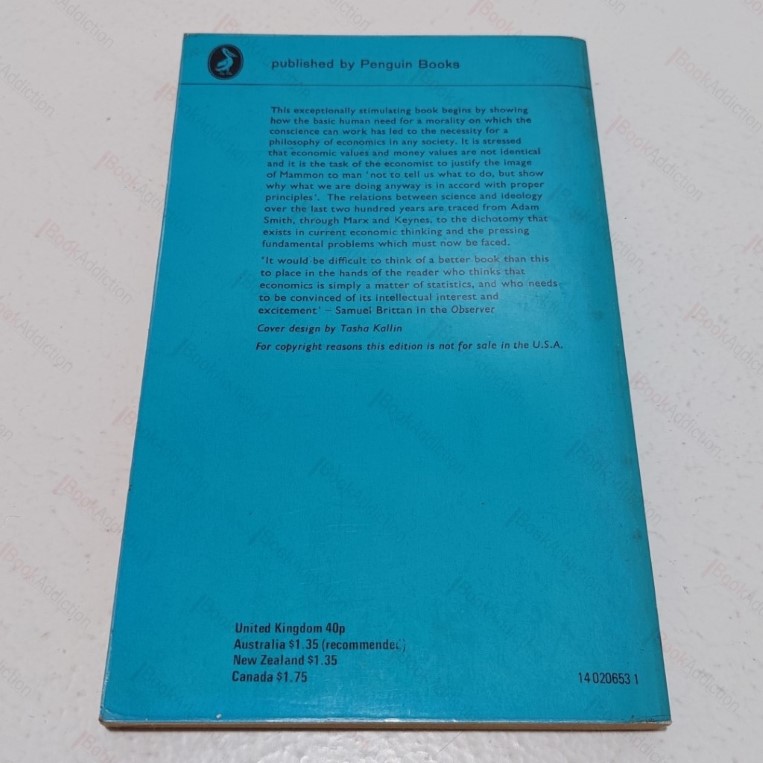 published by Penguin Books
This exceptionally stimulating book begins by showing
how the basic human need for a morality on which the
conscience can work has led to the necessity for a
philosophy of economics in any society. It is stressed
that economic values and money values are not identical
and it is the task of the economist to justify the image
of Mammon to man 'not to tell us what to do, but show
why what we are doing anyway is in accord with proper
principles'. The relations between science and ideology
over the last two hundred years are traced from Adam
Smith, through Marx and Keynes, to the dichotomy that
exists in current economic thinking and the pressing
fundamental problems which must now be faced.
'It would be difficult to think of a better book than this
to place in the hands of the reader who thinks that
economics is simply a matter of statistics, and who needs
to be convinced of its intellectual interest and
excitement' – Samuel Brittan in the Observer
Cover design by Tasha Kallin
For copyright reasons this edition is not for sale in the U.S.A.
United Kingdom 40p
Australia $1.35 (recommended)
New Zealand $1.35
Canada $1.75
14 020653 1
BookAddiction